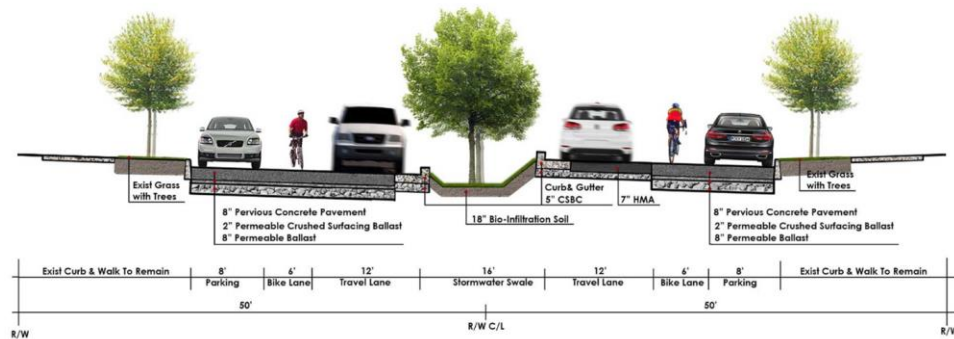 Exist Grass
with Trees
8" Pervious Concrete Pavement
2" Permeable Crushed Surfacing Ballast
8" Permeable Ballast
18" Bio-Infiltration Soil
Curb& Gutter
5" CSBC
7" HMA
8" Pervious Concrete Pavement
2" Permeable Crushed Surfacing Ballast
8" Permeable Ballast
Exist Grass
with Trees
Exist Curb & Walk To Remain
8'
Parking
6'
Bike Lane
12'
Travel Lane
16'
Stormwater Swale
12'
Travel Lane
6'
Bike Lane
8'
Parking
Exist Curb & Walk To Remain
50'
50'
R/W
R/W C/L
R/W